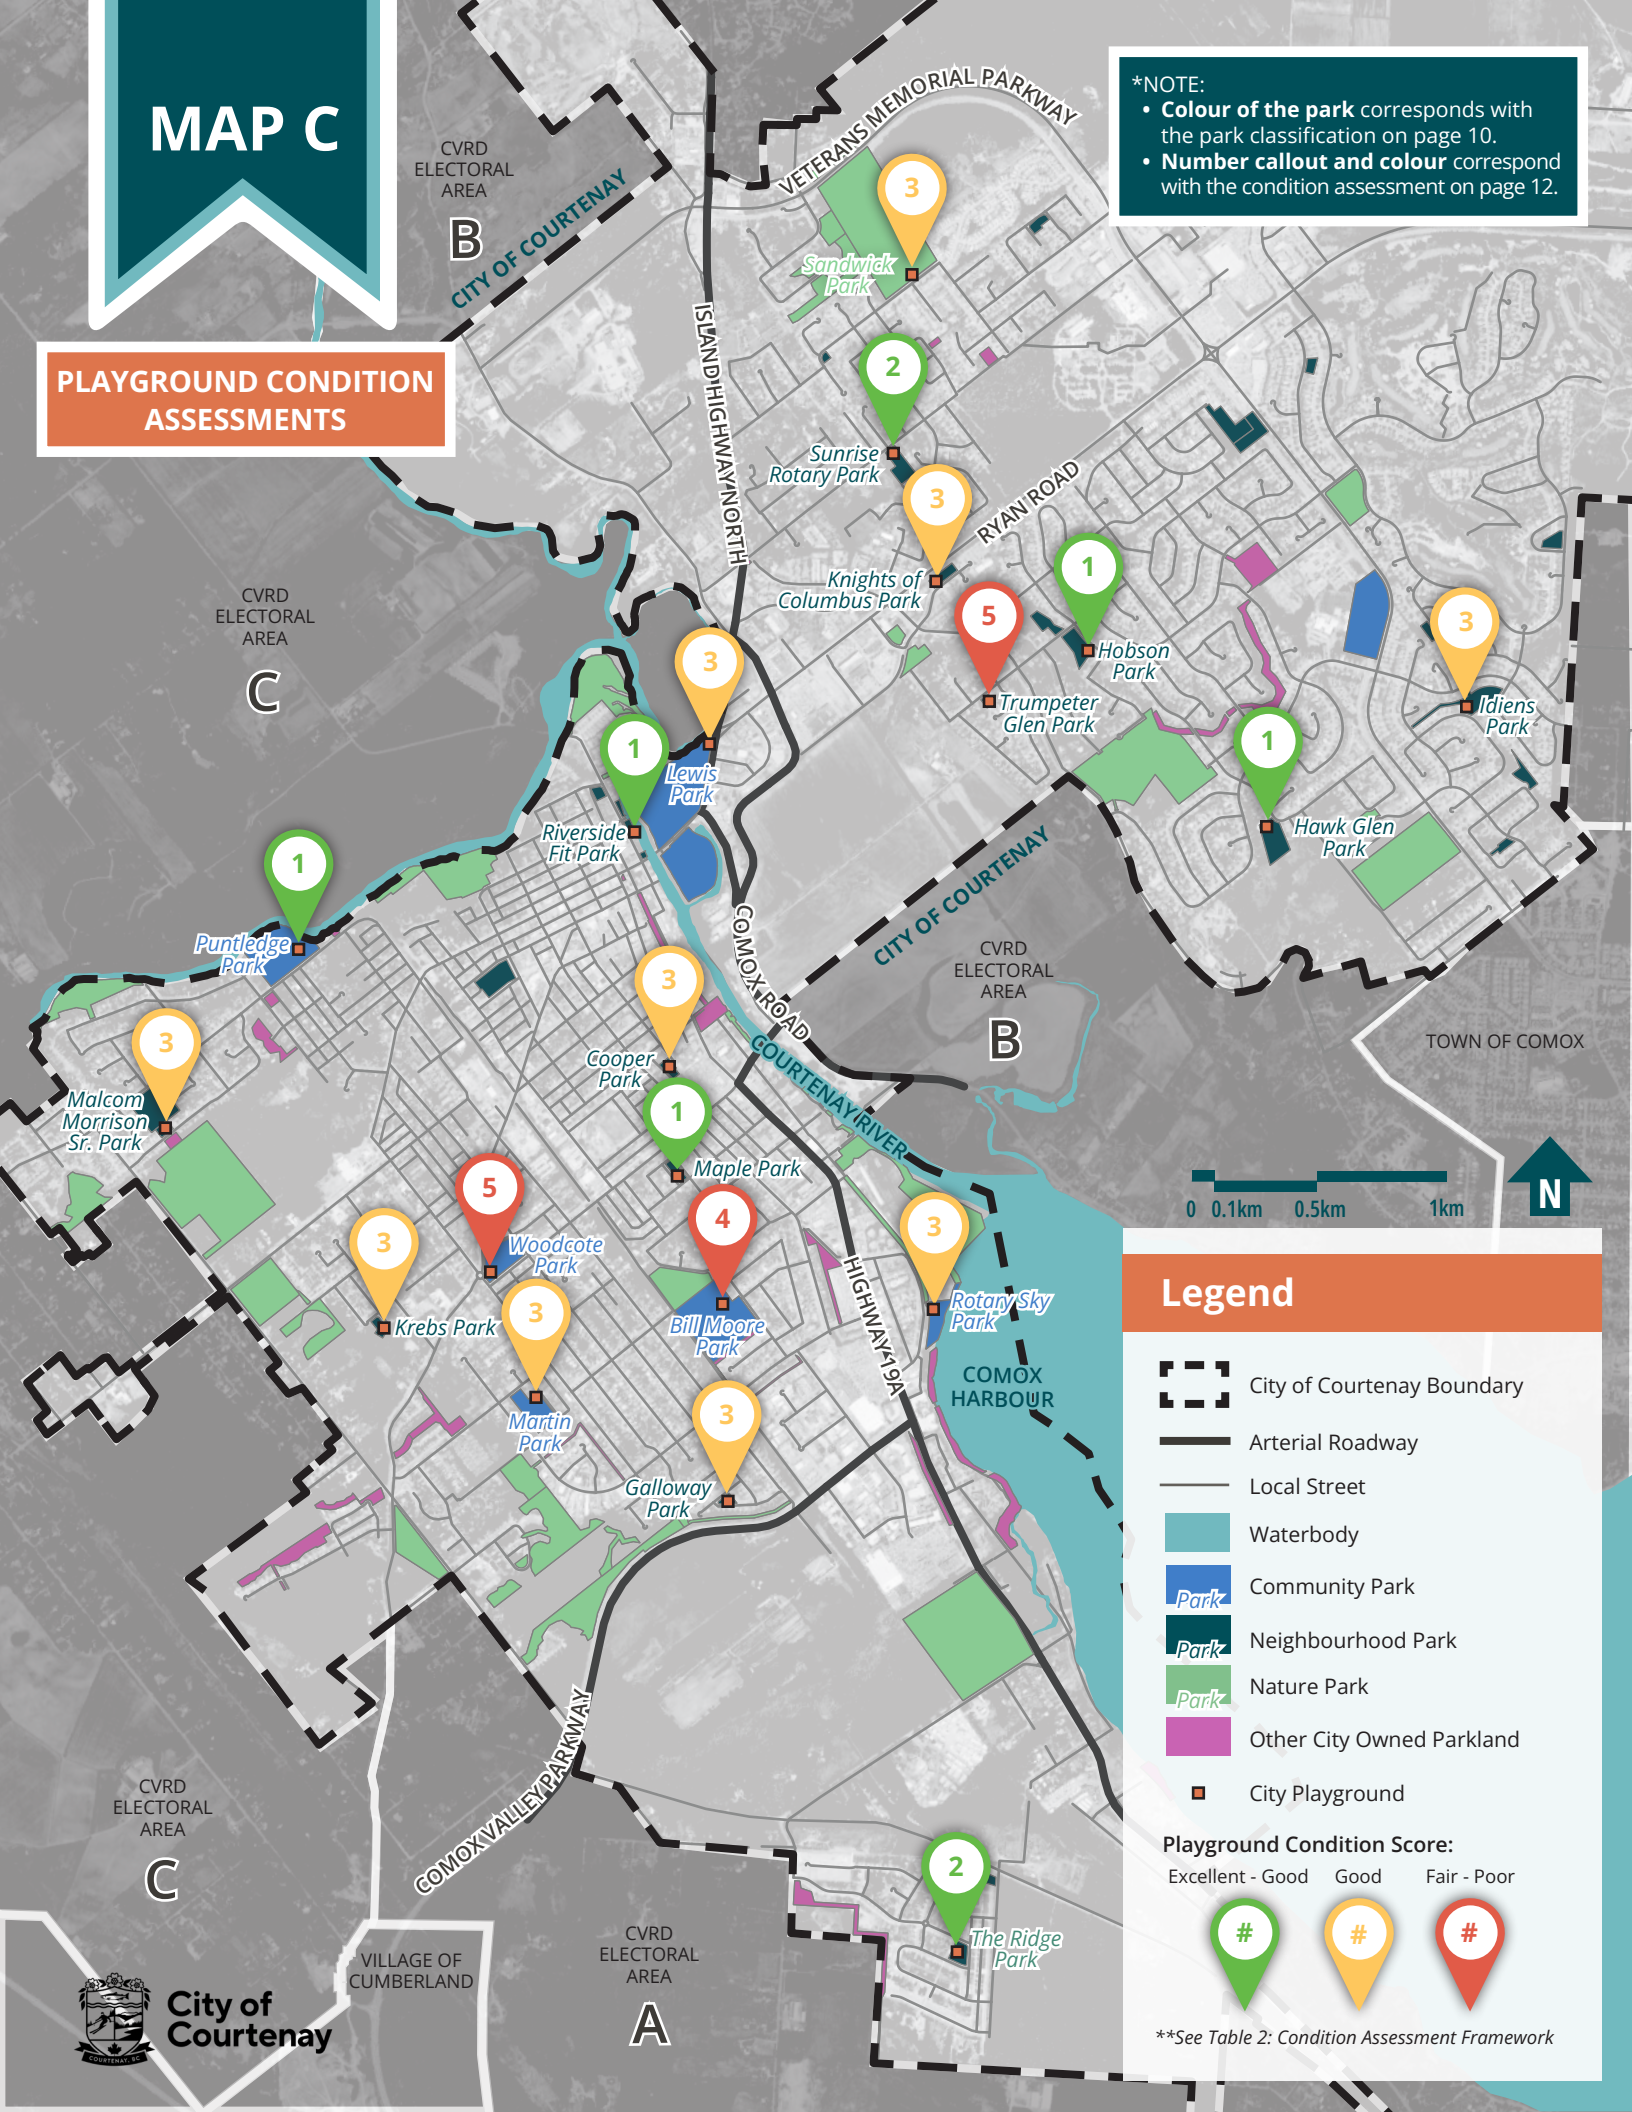 MAP C
PLAYGROUND CONDITION
ASSESSMENTS
*NOTE:
• Colour of the park corresponds with
the park classification on page 10.
• Number callout and colour correspond
with the condition assessment on page 12.
CVRD
ELECTORAL
AREA
B
CITY OF COURTENAY
VETERANS MEMORIAL PARKWAY
3
Sandwick
Park
ISLAND HIGHWAY NORTH
2
Sunrise
Rotary Park
3
RYAN ROAD
Knights of
Columbus Park
1
Hobson
Park
5
Trumpeter
Glen Park
3
Idiens
Park
CVRD
ELECTORAL
AREA
C
3
Lewis
Park
1
Riverside
Fit Park
1
Hawk Glen
Park
1
Puntledge
Park
CITY OF COURTENAY
COMOX ROAD
CVRD
ELECTORAL
AREA
B
3
Cooper
Park
TOWN OF COMOX
3
Malcom
Morrison
Sr. Park
COURTENAY RIVER
1
Maple Park
5
Woodcote
Park
4
Bill Moore
Park
3
Krebs Park
3
Martin
Park
3
Rotary Sky
Park
HIGHWAY 19A
COMOX
HARBOUR
3
Galloway
Park
0 0.1km 0.5km 1km
N
Legend
City of Courtenay Boundary
Arterial Roadway
Local Street
Waterbody
Park
Community Park
Park
Neighbourhood Park
Park
Nature Park
Other City Owned Parkland
City Playground
Playground Condition Score:
Excellent - Good Good Fair - Poor
# # #
**See Table 2: Condition Assessment Framework
COMOX VALLEY PARKWAY
CVRD
ELECTORAL
AREA
C
2
The Ridge
Park
CVRD
ELECTORAL
AREA
A
VILLAGE OF
CUMBERLAND
City of
Courtenay
COURTENAY, BC